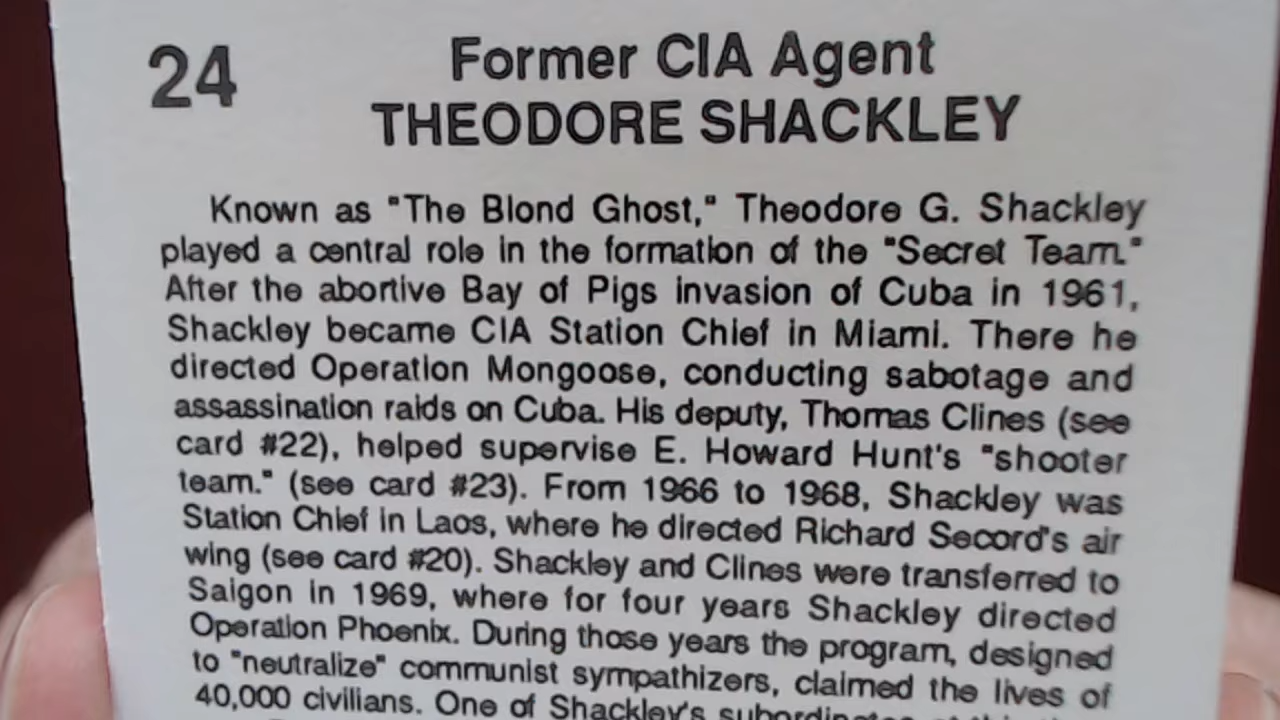 24
Former CIA Agent
THEODORE SHACKLEY
Known as "The Blond Ghost," Theodore G. Shackley
played a central role in the formation of the "Secret Team."
After the abortive Bay of Pigs invasion of Cuba in 1961,
Shackley became CIA Station Chief in Miami. There he
directed Operation Mongoose, conducting sabotage and
assassination raids on Cuba. His deputy, Thomas Clines (see
card #22), helped supervise E. Howard Hunt's "shooter
team." (see card #23). From 1966 to 1968, Shackley was
Station Chief in Laos, where he directed Richard Secord's air
wing (see card #20). Shackley and Clines were transferred to
Saigon in 1969, where for four years Shackley directed
Operation Phoenix. During those years the program, designed
to "neutralize" communist sympathizers, claimed the lives of
40,000 civilians. One of Shackley's